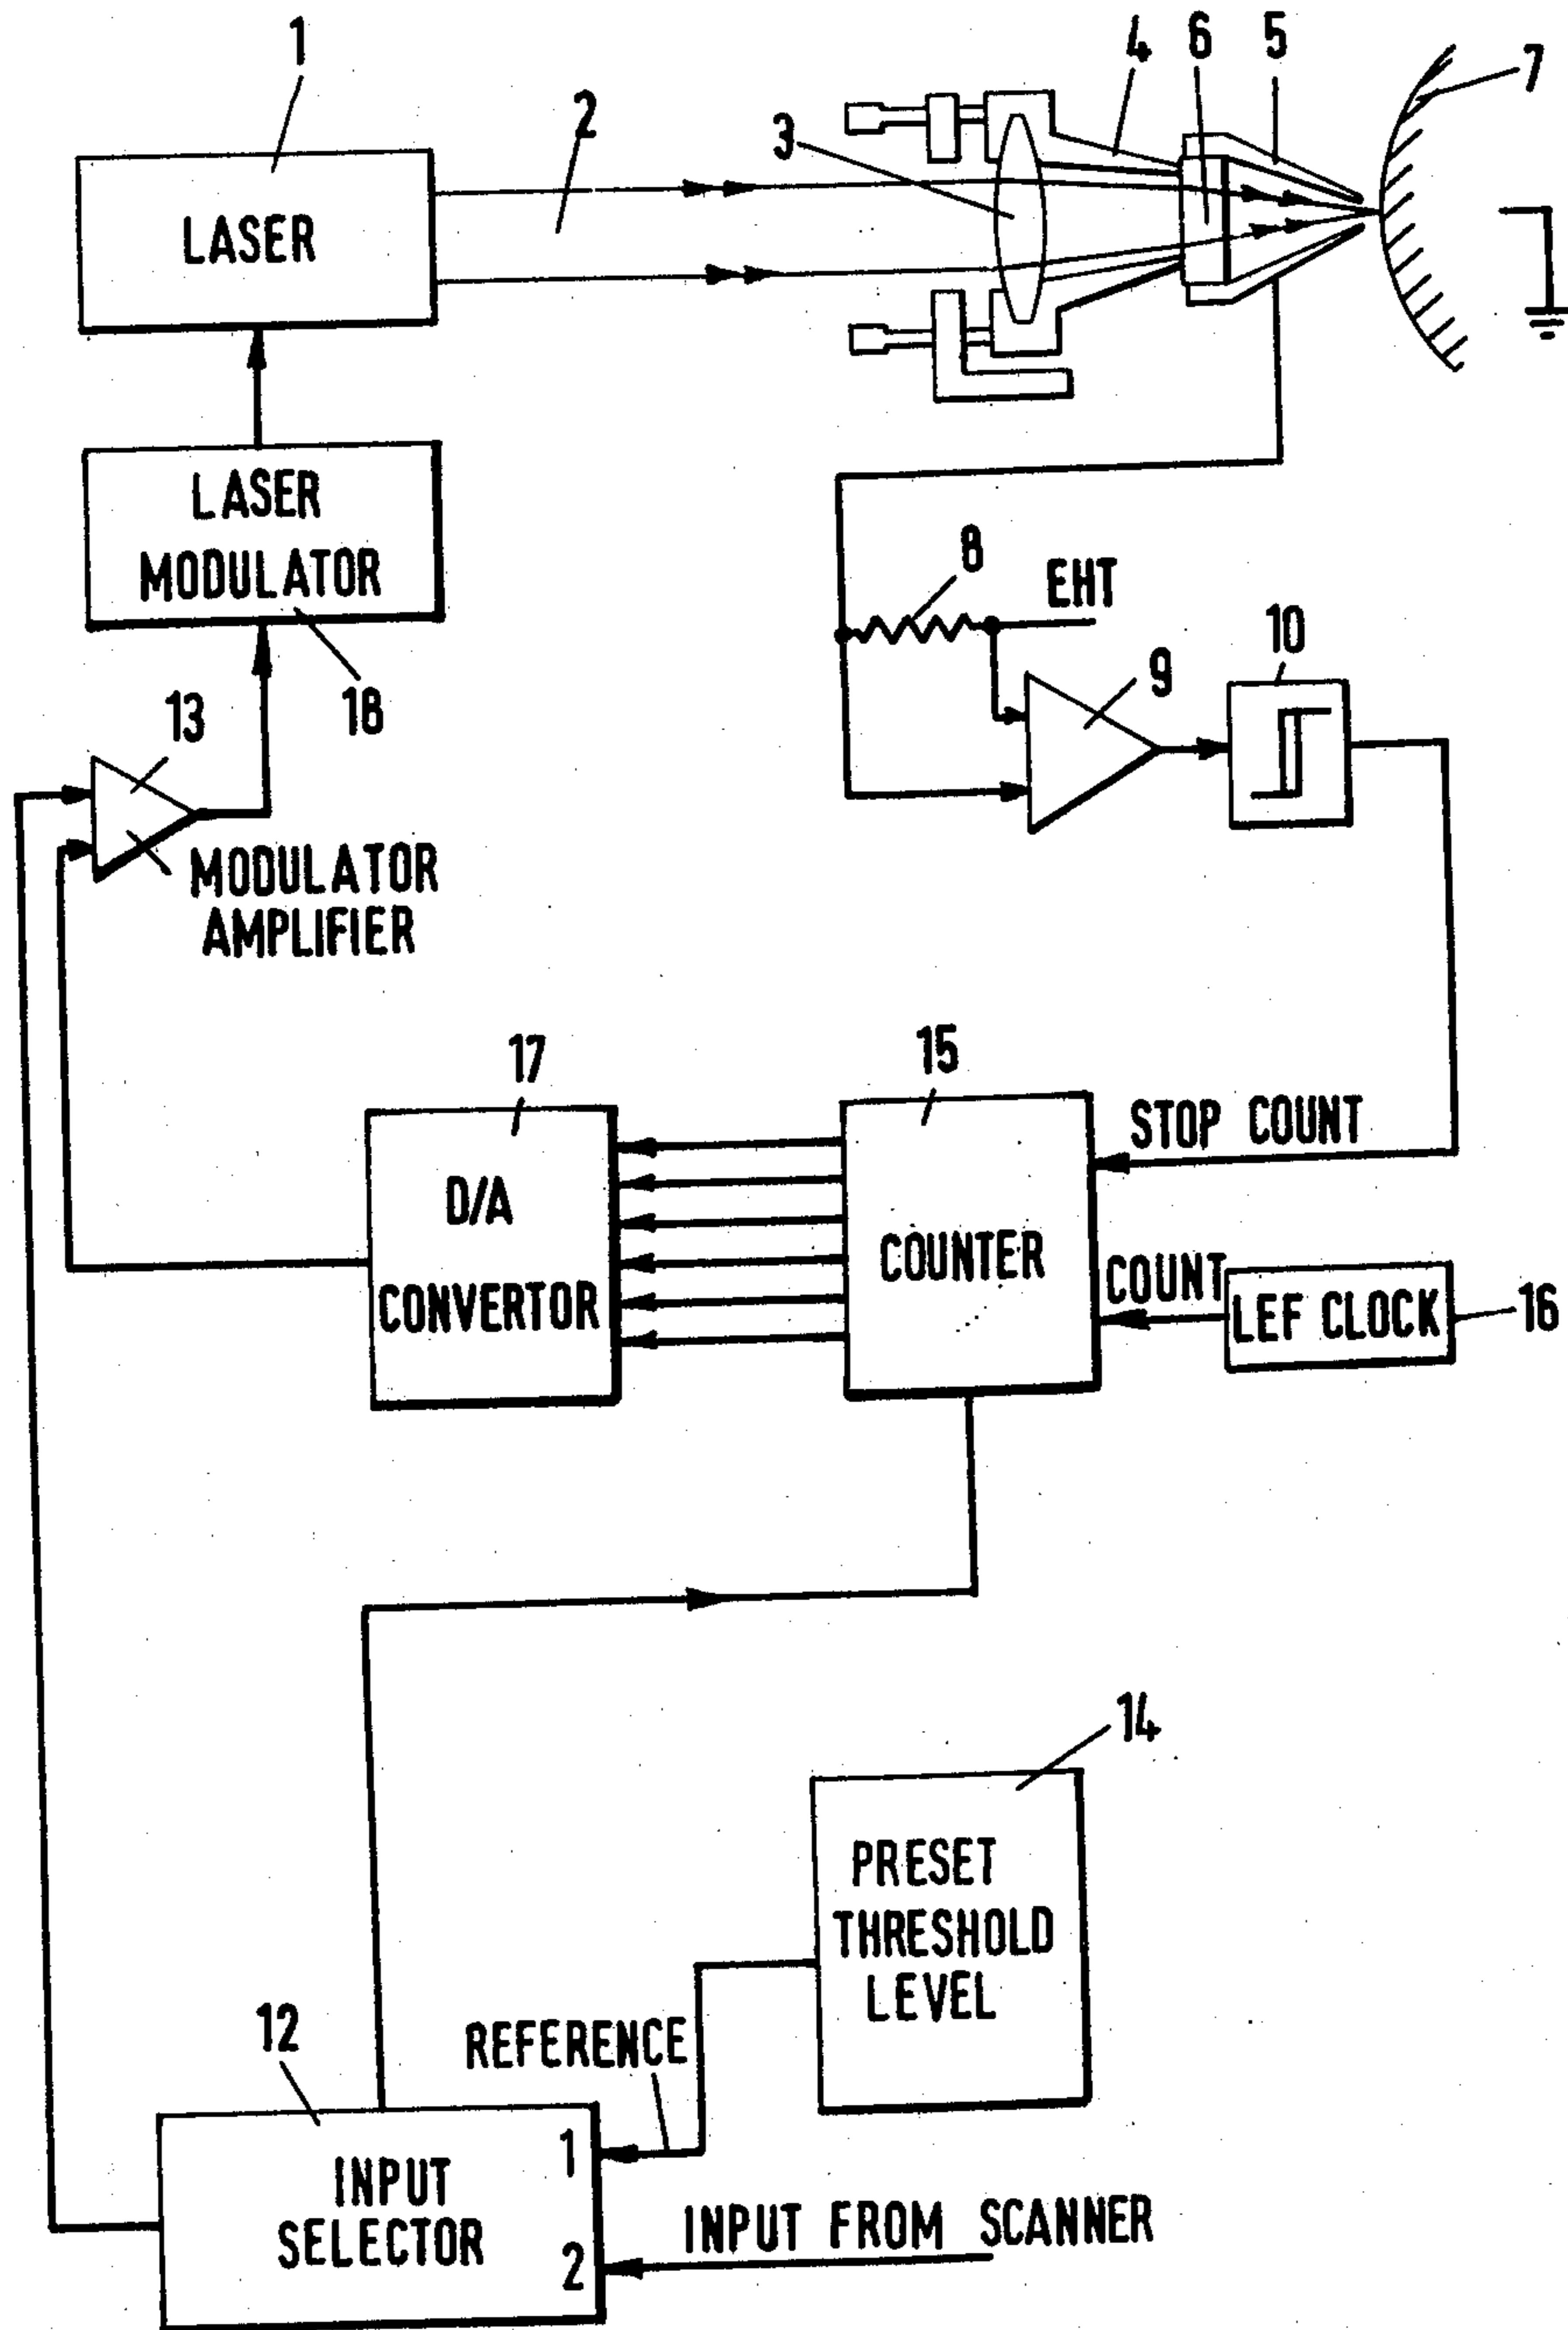 1
2
3
4
6
5
7
LASER
LASER
MODULATOR
18
8
EHT
9
10
13
MODULATOR
AMPLIFIER
17
15
STOP COUNT
D/A
CONVERTOR
COUNTER
COUNT
LEF CLOCK
16
14
PRESET
THRESHOLD
LEVEL
12
REFERENCE
1
INPUT
SELECTOR
2
INPUT FROM SCANNER